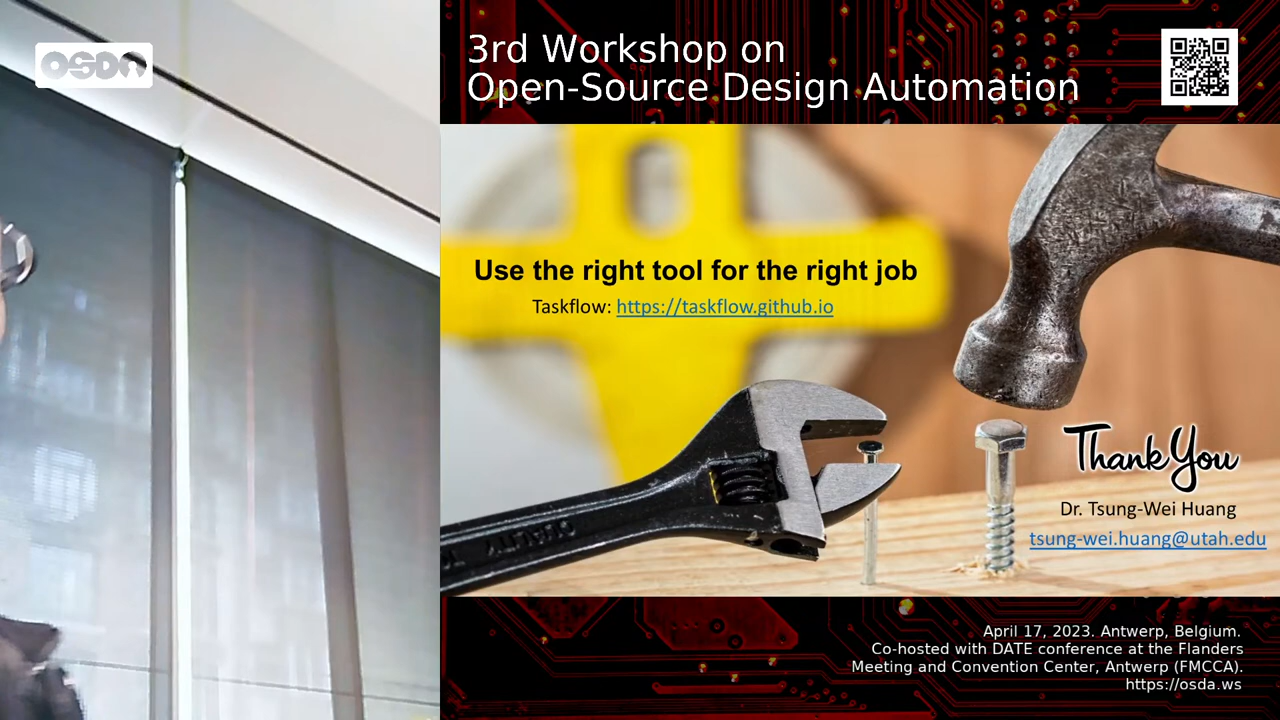 OSDA
3rd Workshop on
Open-Source Design Automation
Use the right tool for the right job
Taskflow: https://taskflow.github.io
Thank You
Dr. Tsung-Wei Huang
tsung-wei.huang@utah.edu
April 17, 2023. Antwerp, Belgium.
Co-hosted with DATE conference at the Flanders
Meeting and Convention Center, Antwerp (FMCCA).
https://osda.ws